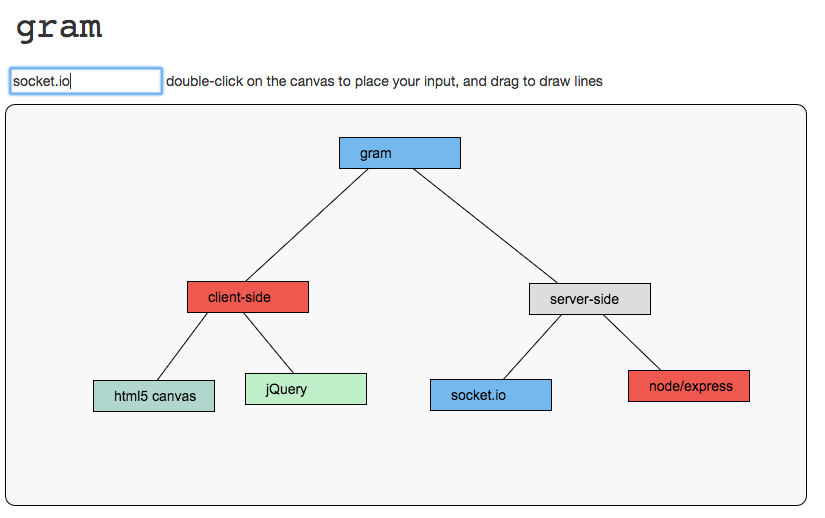 gram
socket.io
double-click on the canvas to place your input, and drag to draw lines
gram
client-side
server-side
html5 canvas
jQuery
socket.io
node/express